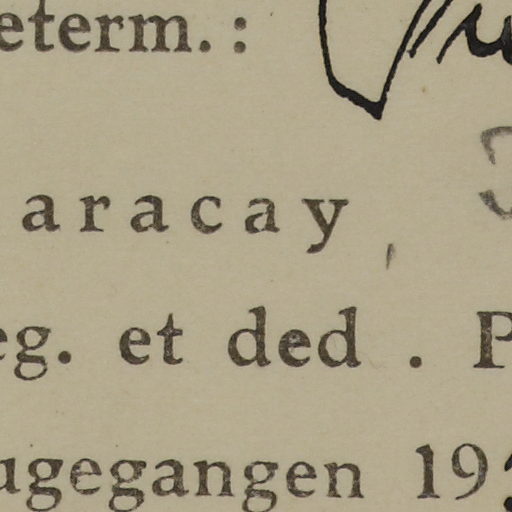 eterm.:
aracay
eg. et ded. P
ugegangen 19